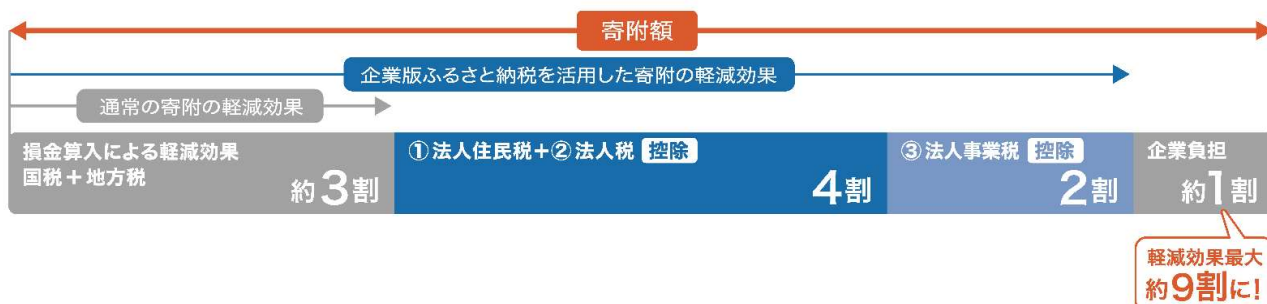 寄附額
企業版ふるさと納税を活用した寄附の軽減効果
通常の寄附の軽減効果
損金算入による軽減効果
国税+地方税
約3割
①法人住民税+②法人税 控除
4割
③法人事業税 控除
2割
企業負担
約1割
軽減効果最大
約9割に!